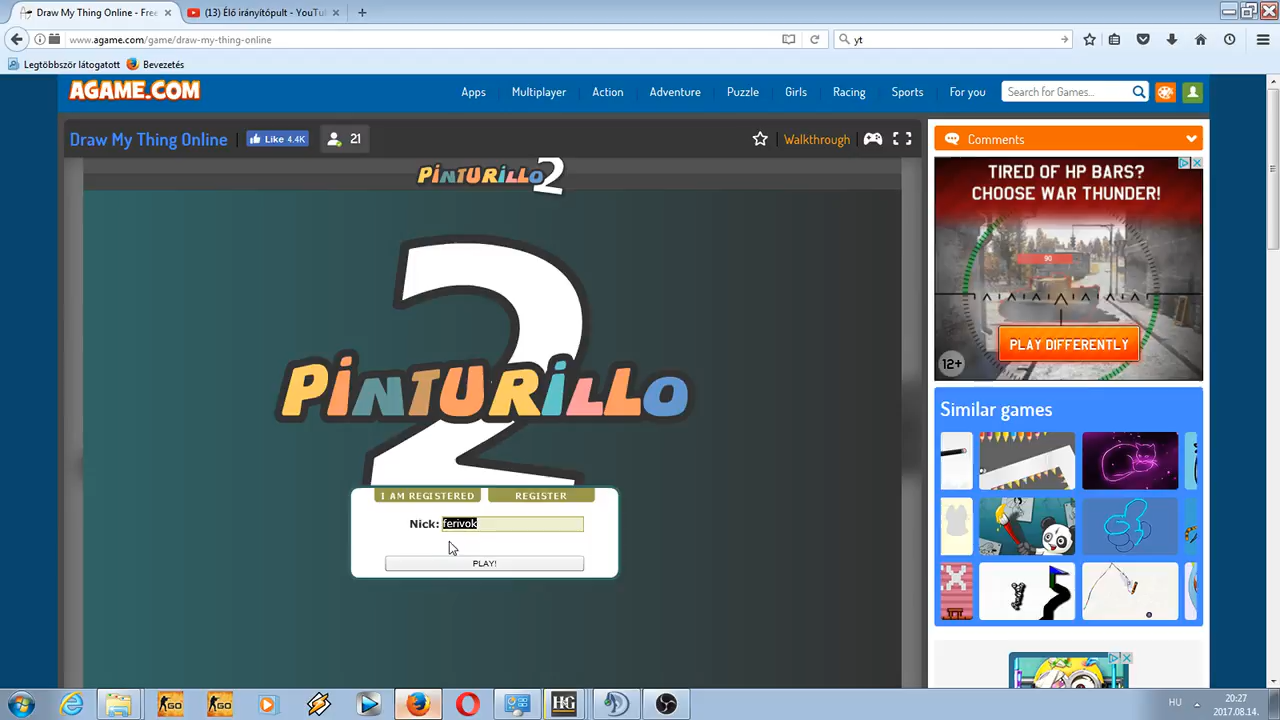 Draw My Thing Online - Free
(13) Élő irányítópult - YouTu
www.agame.com/game/draw-my-thing-online
yt
Legtöbbször látogatott
Bevezetés
AGAME.COM
Apps
Multiplayer
Action
Adventure
Puzzle
Girls
Racing
Sports
For you
Search for Games...
Draw My Thing Online
Like 4.4K
21
Walkthrough
Comments
PINTURILLO2
TIRED OF HP BARS?
CHOOSE WAR THUNDER!
90
PLAY DIFFERENTLY
12+
2
PINTURILLO
Similar games
I AM REGISTERED
REGISTER
Nick: ferivok
PLAY!
HU
20:27
2017.08.14.